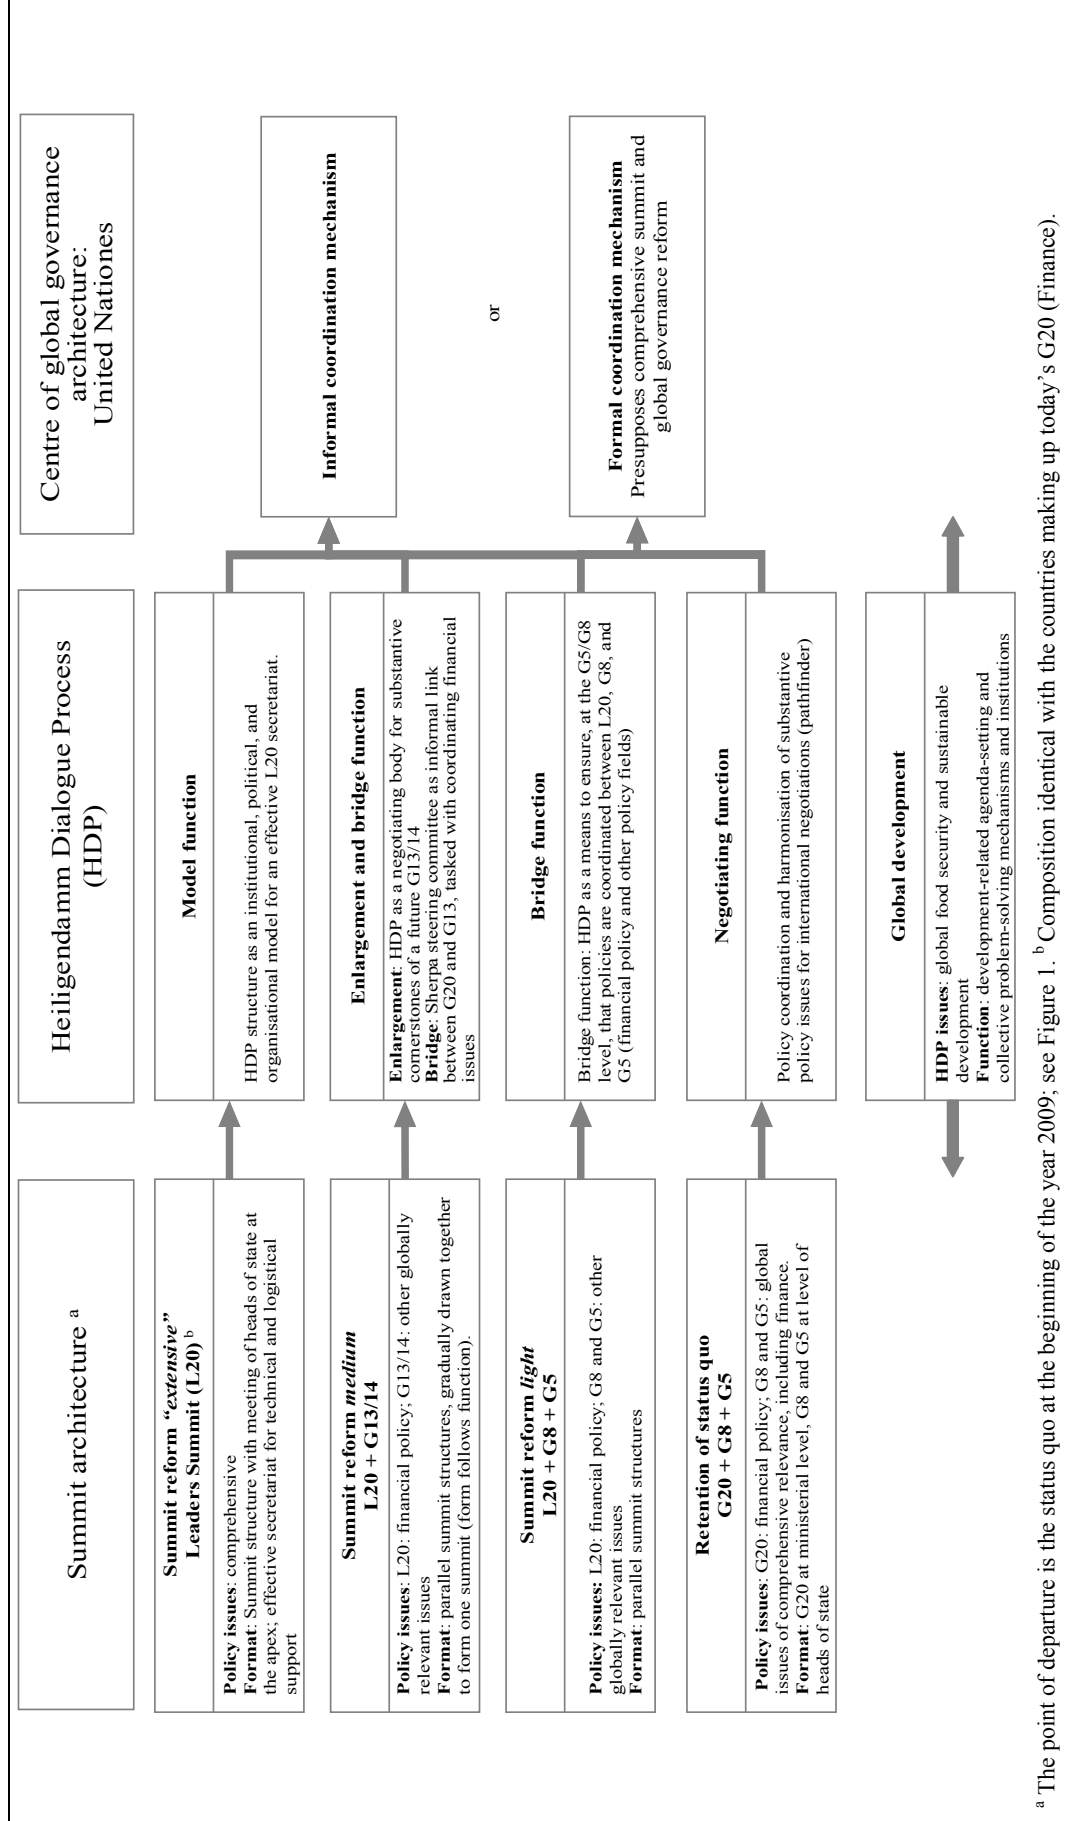 Summit architecture a
Heiligendamm Dialogue Process
(HDP)
Centre of global governance
architecture:
United Nationes
Summit reform “extensive”
Leaders Summit (L20) b
Policy issues: comprehensive
Format: Summit structure with meeting of heads of state at
the apex; effective secretariat for technical and logistical
support
Model function
HDP structure as an institutional, political, and
organisational model for an effective L20 secretariat.
Summit reform medium
L20 + G13/14
Policy issues: L20: financial policy; G13/14: other globally
relevant issues
Format: parallel summit structures, gradually drawn together
to form one summit (form follows function).
Enlargement and bridge function
Enlargement: HDP as a negotiating body for substantive
cornerstones of a future G13/14
Bridge: Sherpa steering committee as informal link
between G20 and G13, tasked with coordinating financial
issues
Summit reform light
L20 + G8 + G5
Policy issues: L20: financial policy; G8 and G5: other
globally relevant issues
Format: parallel summit structures
Bridge function
Bridge function: HDP as a means to ensure, at the G5/G8
level, that policies are coordinated between L20, G8, and
G5 (financial policy and other policy fields)
Retention of status quo
G20 + G8 + G5
Policy issues: G20: financial policy; G8 and G5: global
issues of comprehensive relevance, including finance.
Format: G20 at ministerial level, G8 and G5 at level of
heads of state
Negotiating function
Policy coordination and harmonisation of substantive
policy issues for international negotiations (pathfinder)
Informal coordination mechanism
or
Formal coordination mechanism
Presupposes comprehensive summit and
global governance reform
Global development
HDP issues: global food security and sustainable
development
Function: development-related agenda-setting and
collective problem-solving mechanisms and institutions
a The point of departure is the status quo at the beginning of the year 2009; see Figure 1. b Composition identical with the countries making up today’s G20 (Finance).